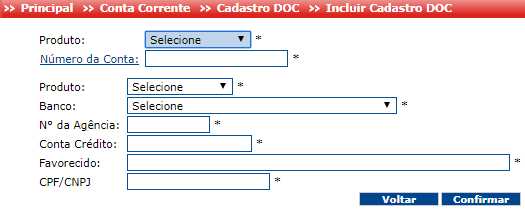 >> Principal >> Conta Corrente >> Cadastro DOC >> Incluir Cadastro DOC
Produto: Selecione *
Número da Conta: *
Produto: Selecione *
Banco: Selecione *
N° da Agência: *
Conta Crédito: *
Favorecido: *
CPF/CNPJ *
Voltar Confirmar